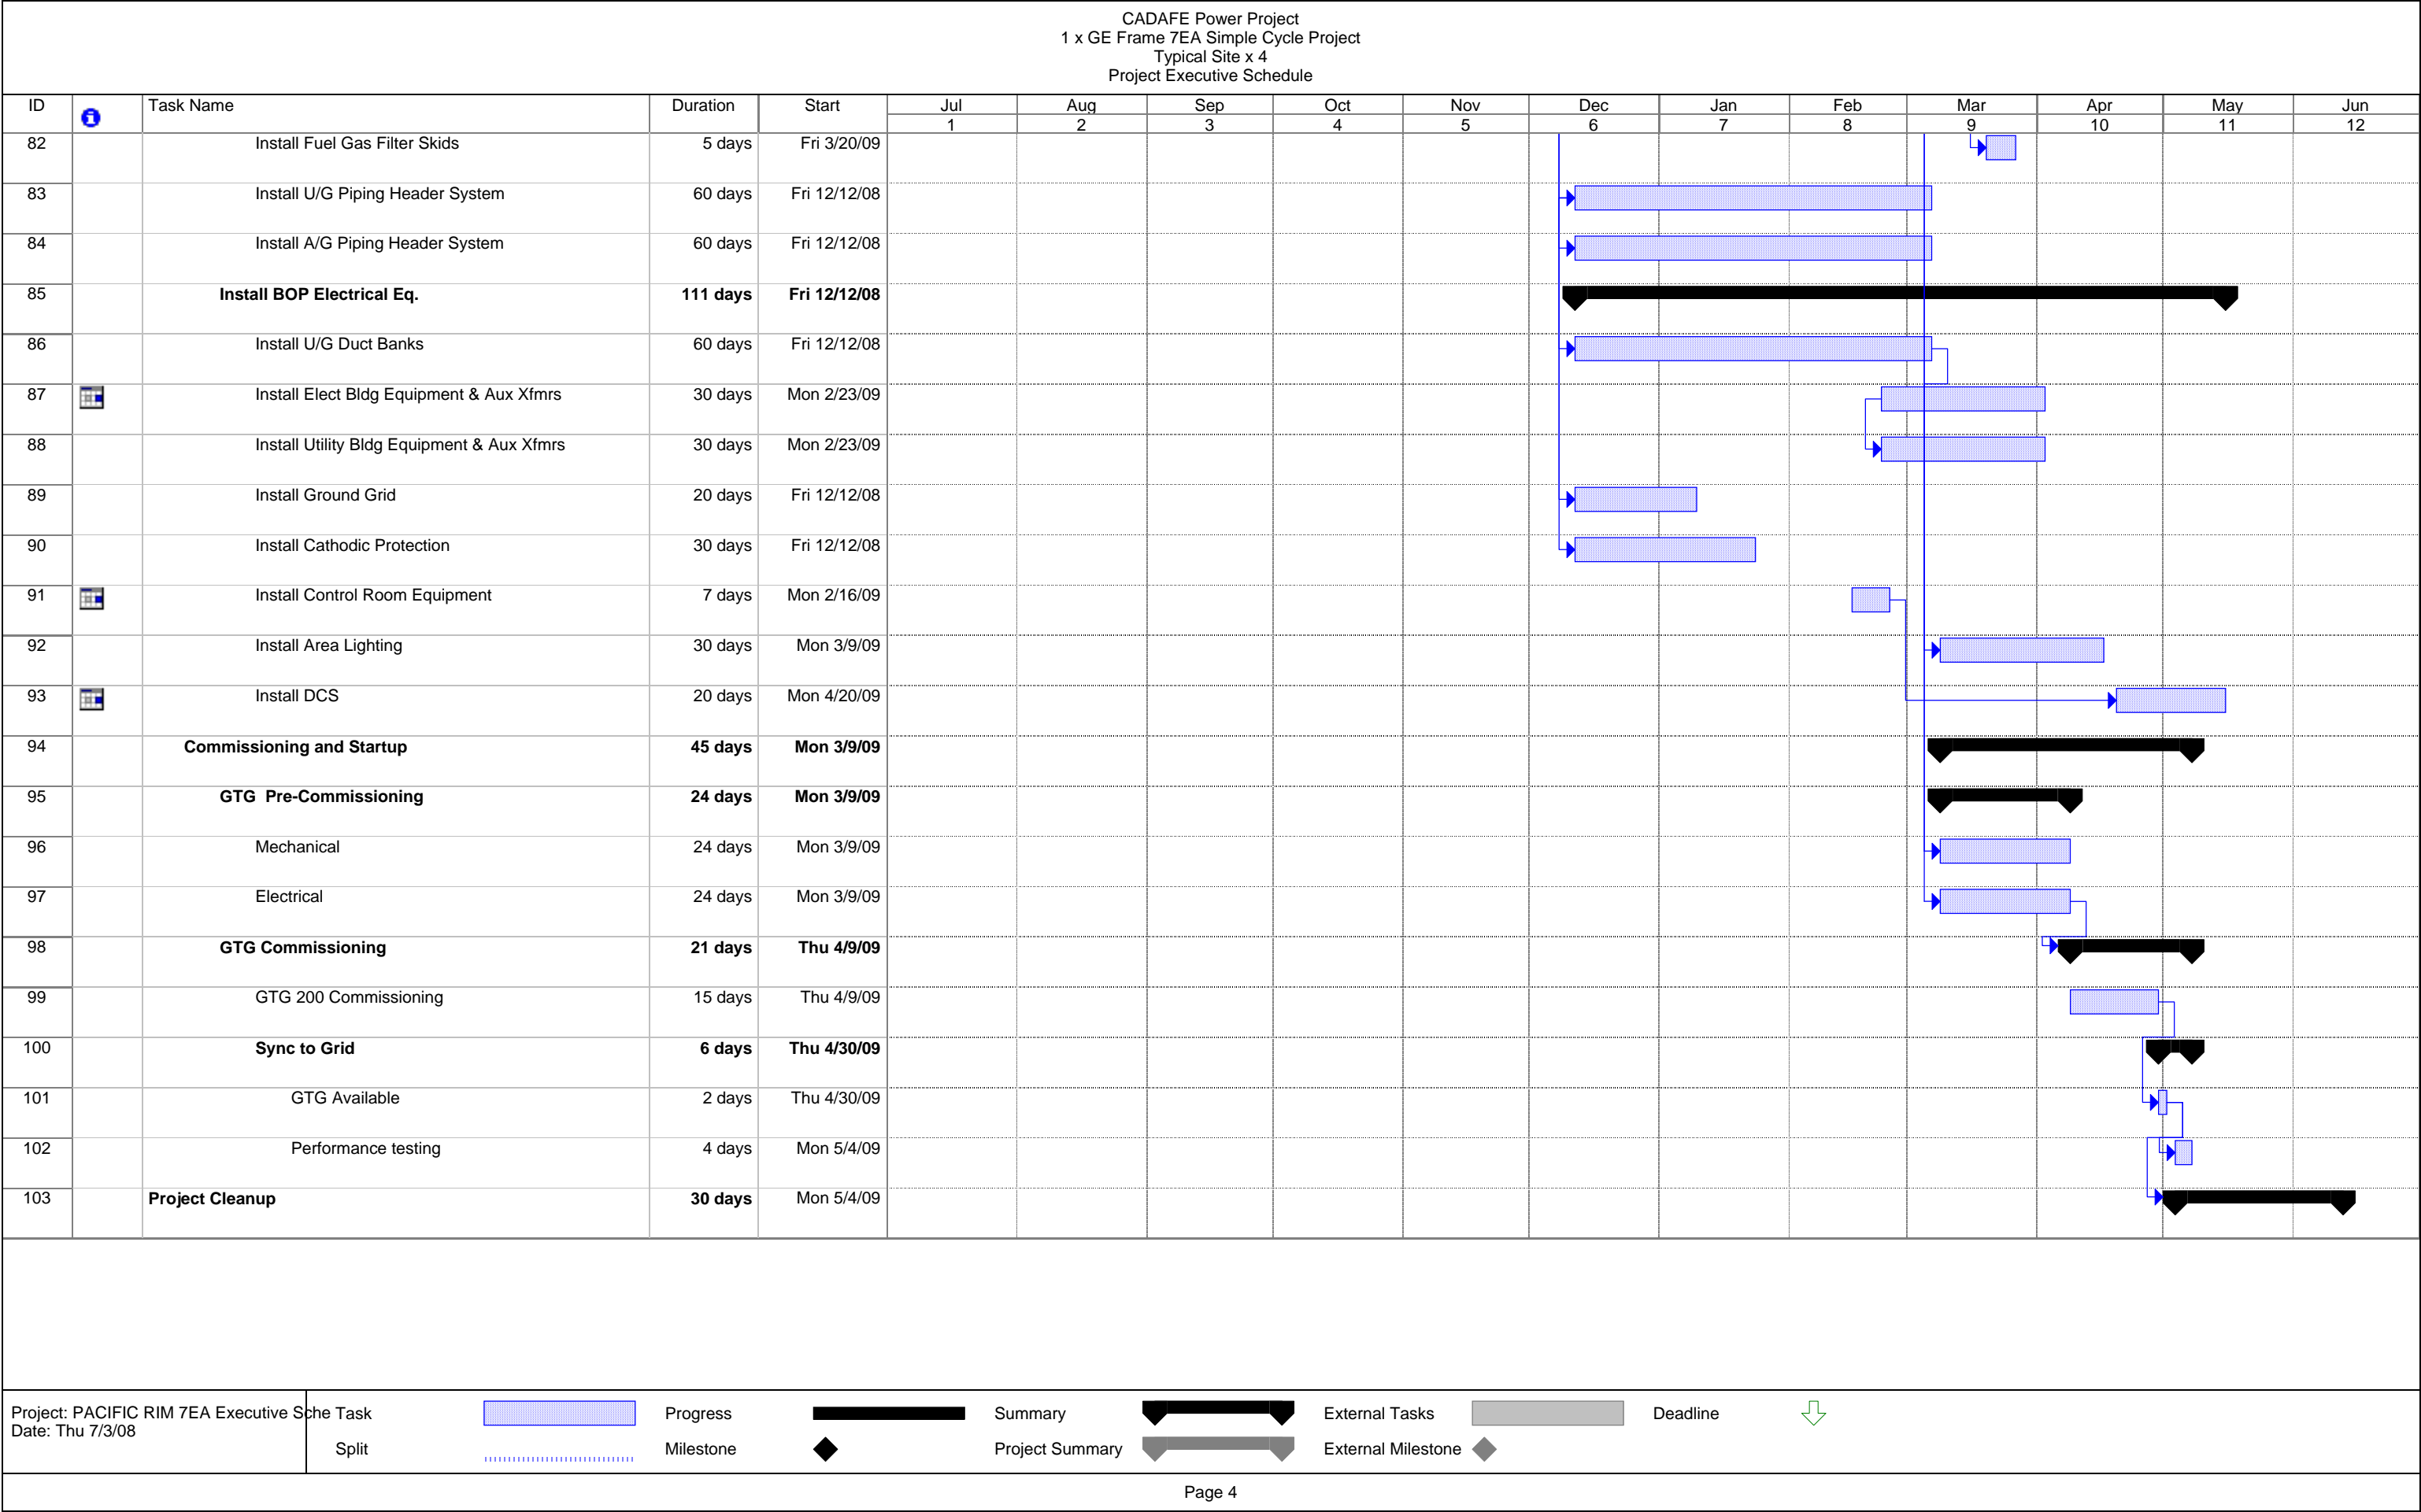 CADAFE Power Project
1 x GE Frame 7EA Simple Cycle Project
Typical Site x 4
Project Executive Schedule
ID Task Name Duration Start Jul Aug Sep Oct Nov Dec Jan Feb Mar Apr May Jun
1 2 3 4 5 6 7 8 9 10 11 12
82 Install Fuel Gas Filter Skids 5 days Fri 3/20/09
83 Install U/G Piping Header System 60 days Fri 12/12/08
84 Install A/G Piping Header System 60 days Fri 12/12/08
85 Install BOP Electrical Eq. 111 days Fri 12/12/08
86 Install U/G Duct Banks 60 days Fri 12/12/08
87 Install Elect Bldg Equipment & Aux Xfmrs 30 days Mon 2/23/09
88 Install Utility Bldg Equipment & Aux Xfmrs 30 days Mon 2/23/09
89 Install Ground Grid 20 days Fri 12/12/08
90 Install Cathodic Protection 30 days Fri 12/12/08
91 Install Control Room Equipment 7 days Mon 2/16/09
92 Install Area Lighting 30 days Mon 3/9/09
93 Install DCS 20 days Mon 4/20/09
94 Commissioning and Startup 45 days Mon 3/9/09
95 GTG Pre-Commissioning 24 days Mon 3/9/09
96 Mechanical 24 days Mon 3/9/09
97 Electrical 24 days Mon 3/9/09
98 GTG Commissioning 21 days Thu 4/9/09
99 GTG 200 Commissioning 15 days Thu 4/9/09
100 Sync to Grid 6 days Thu 4/30/09
101 GTG Available 2 days Thu 4/30/09
102 Performance testing 4 days Mon 5/4/09
103 Project Cleanup 30 days Mon 5/4/09
Project: PACIFIC RIM 7EA Executive Sche
Date: Thu 7/3/08
Task Progress Summary External Tasks Deadline
Split Milestone Project Summary External Milestone
Page 4